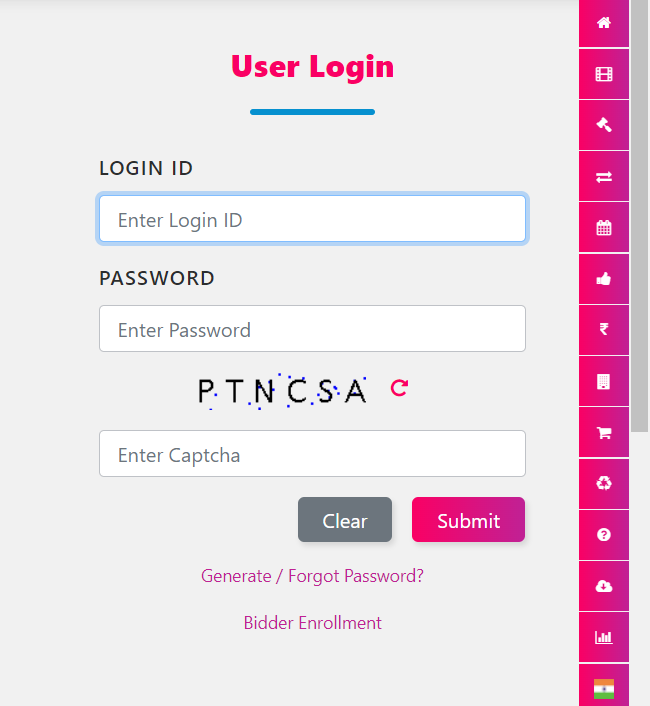 User Login
LOGIN ID
Enter Login ID
PASSWORD
Enter Password
PTNCSA
Enter Captcha
Clear Submit
Generate / Forgot Password?
Bidder Enrollment